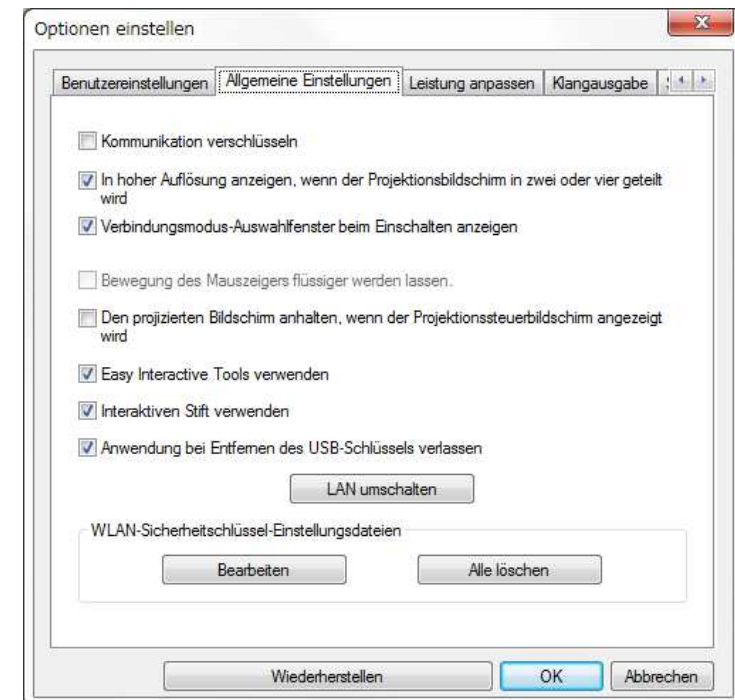 Optionen einstellen
Benutzereinstellungen Allgemeine Einstellungen Leistung anpassen Klangausgabe
Kommunikation verschlüsseln
In hoher Auflösung anzeigen, wenn der Projektionsbildschirm in zwei oder vier geteilt
wird
Verbindungsmodus-Auswahlfenster beim Einschalten anzeigen
Bewegung des Mauszeigers flüssiger werden lassen.
Den projizierten Bildschirm anhalten, wenn der Projektionssteuerbildschirm angezeigt
wird
Easy Interactive Tools verwenden
Interaktiven Stift verwenden
Anwendung bei Entfernen des USB-Schlüssels verlassen
LAN umschalten
WLAN-Sicherheitschlüssel-Einstellungsdateien
Bearbeiten Alle löschen
Wiederherstellen OK Abbrechen